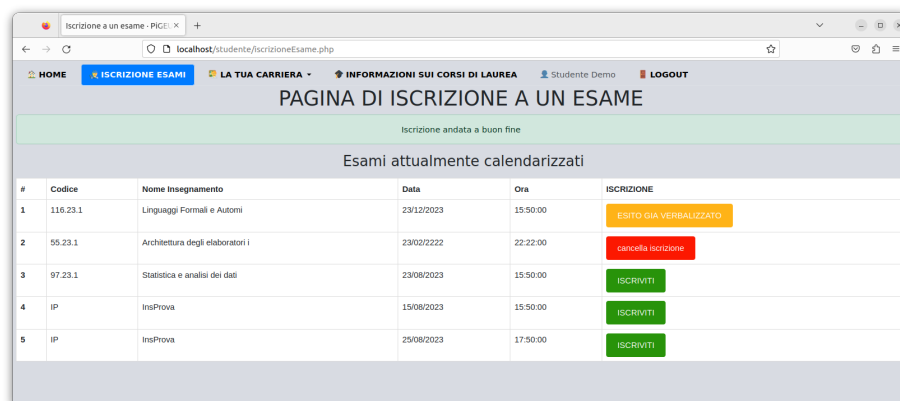 Iscrizione a un esame - PiGE
localhost/studente/iscrizioneEsame.php
HOME ISCRIZIONE ESAMI LA TUA CARRIERA INFORMAZIONI SUI CORSI DI LAUREA Studente Demo LOGOUT
PAGINA DI ISCRIZIONE A UN ESAME
Iscrizione andata a buon fine
Esami attualmente calendarizzati
# Codice Nome Insegnamento Data Ora ISCRIZIONE
1 116.23.1 Linguaggi Formali e Automi 23/12/2023 15:50:00 ESITO GIA VERBALIZZATO
2 55.23.1 Architettura degli elaboratori i 23/02/2222 22:22:00 cancella iscrizione
3 97.23.1 Statistica e analisi dei dati 23/08/2023 15:50:00 ISCRIVITI
4 IP InsProva 15/08/2023 15:50:00 ISCRIVITI
5 IP InsProva 25/08/2023 17:50:00 ISCRIVITI